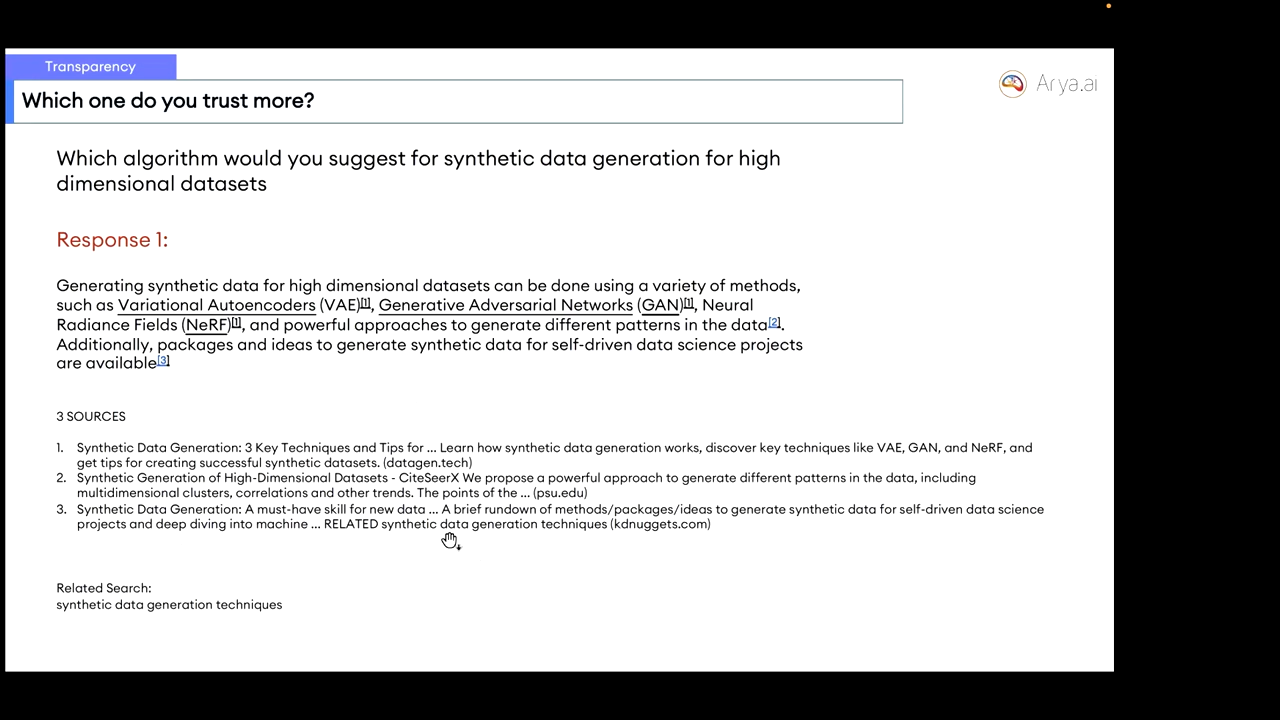 Transparency
Which one do you trust more?
Arya.ai
Which algorithm would you suggest for synthetic data generation for high
dimensional datasets
Response 1:
Generating synthetic data for high dimensional datasets can be done using a variety of methods,
such as Variational Autoencoders (VAE)[1], Generative Adversarial Networks (GAN)[1], Neural
Radiance Fields (NeRF)[1], and powerful approaches to generate different patterns in the data[2].
Additionally, packages and ideas to generate synthetic data for self-driven data science projects
are available[3]
3 SOURCES
1. Synthetic Data Generation: 3 Key Techniques and Tips for ... Learn how synthetic data generation works, discover key techniques like VAE, GAN, and NeRF, and
get tips for creating successful synthetic datasets. (datagen.tech)
2. Synthetic Generation of High-Dimensional Datasets - CiteSeerX We propose a powerful approach to generate different patterns in the data, including
multidimensional clusters, correlations and other trends. The points of the ... (psu.edu)
3. Synthetic Data Generation: A must-have skill for new data ... A brief rundown of methods/packages/ideas to generate synthetic data for self-driven data science
projects and deep diving into machine ... RELATED synthetic data generation techniques (kdnuggets.com)
Related Search:
synthetic data generation techniques